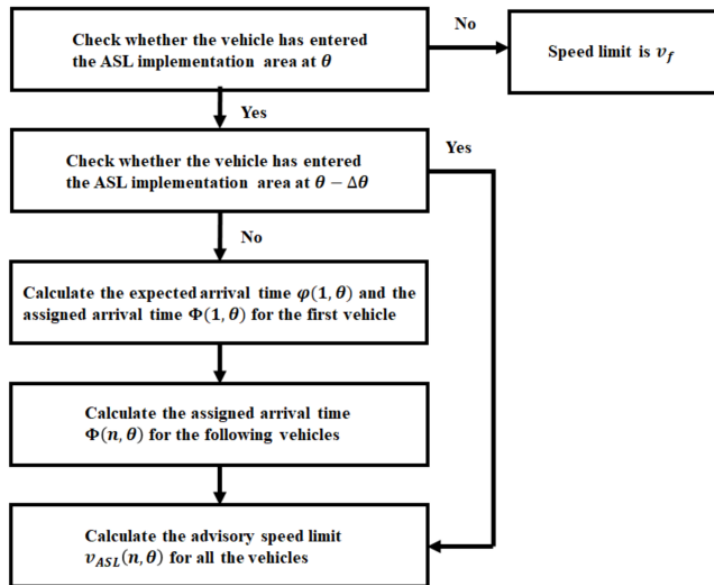 Check whether the vehicle has entered
the ASL implementation area at θ
No
Speed limit is v_f
Yes
Check whether the vehicle has entered
the ASL implementation area at θ − Δθ
Yes
No
Calculate the expected arrival time φ(1, θ) and the
assigned arrival time Φ(1, θ) for the first vehicle
Calculate the assigned arrival time
Φ(n, θ) for the following vehicles
Calculate the advisory speed limit
v_ASL(n, θ) for all the vehicles